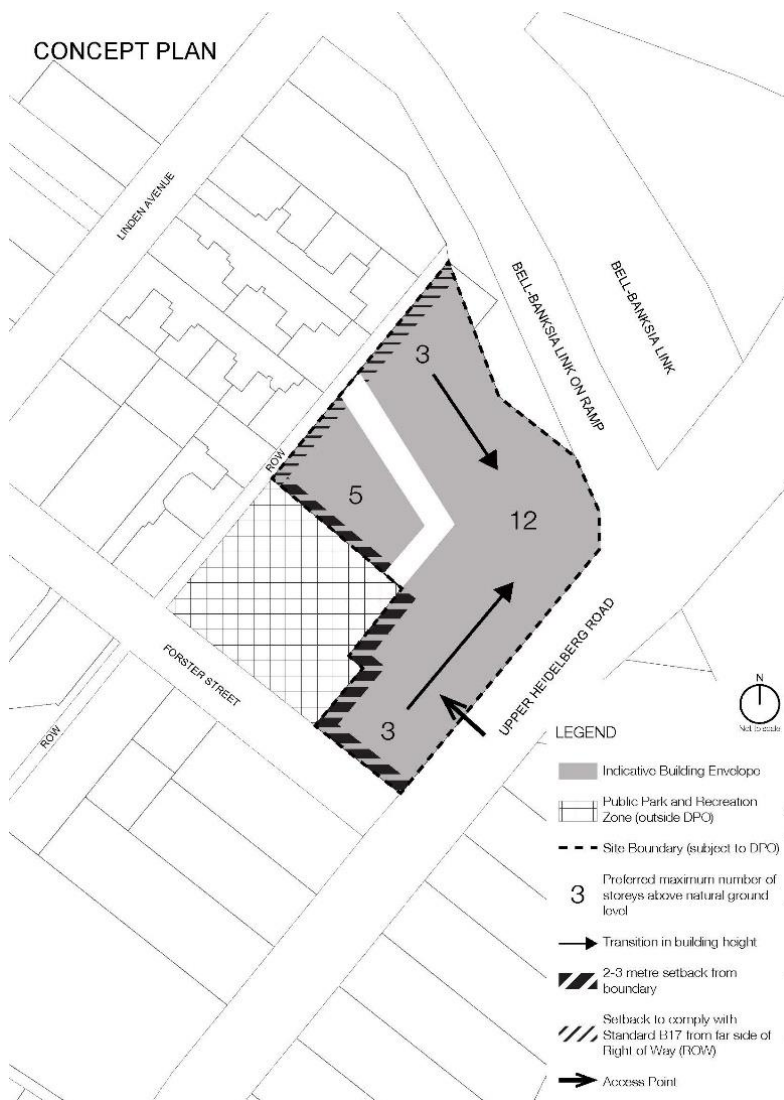 CONCEPT PLAN
LINDEN AVENUE
BELL-BANKSIA LINK
BELL-BANKSIA LINK ON RAMP
3
ROW
5
12
UPPER HEIDELBERG ROAD
FORSTER STREET
ROW
3
N
Not to scale
LEGEND
Indicative Building Envelope
Public Park and Recreation
Zone (outside DPO)
Site Boundary (subject to DPO)
3
Preferred maximum number of
storeys above natural ground
level
Transition in building height
2-3 metre setback from
boundary
Setback to comply with
Standard B17 from far side of
Right of Way (ROW)
Access Point